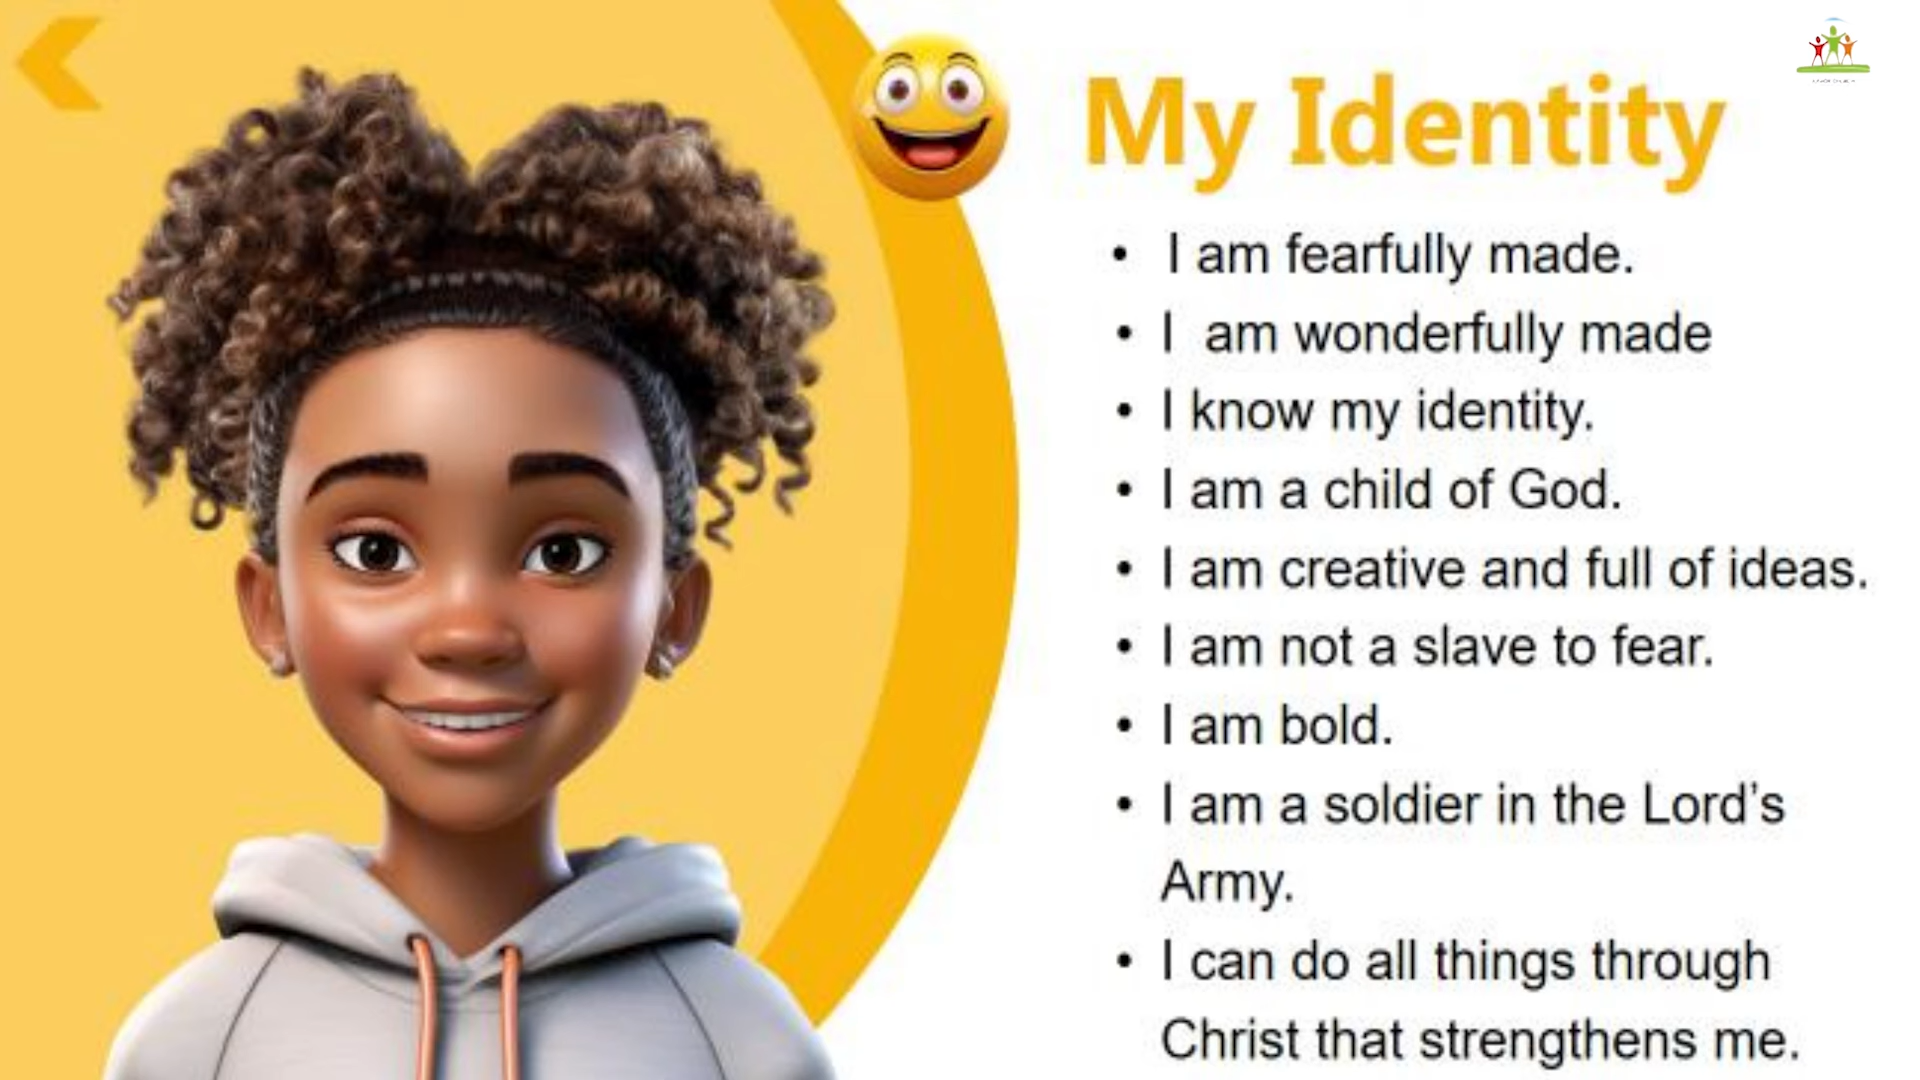 My Identity
• I am fearfully made.
• I am wonderfully made
• I know my identity.
• I am a child of God.
• I am creative and full of ideas.
• I am not a slave to fear.
• I am bold.
• I am a soldier in the Lord’s
Army.
• I can do all things through
Christ that strengthens me.